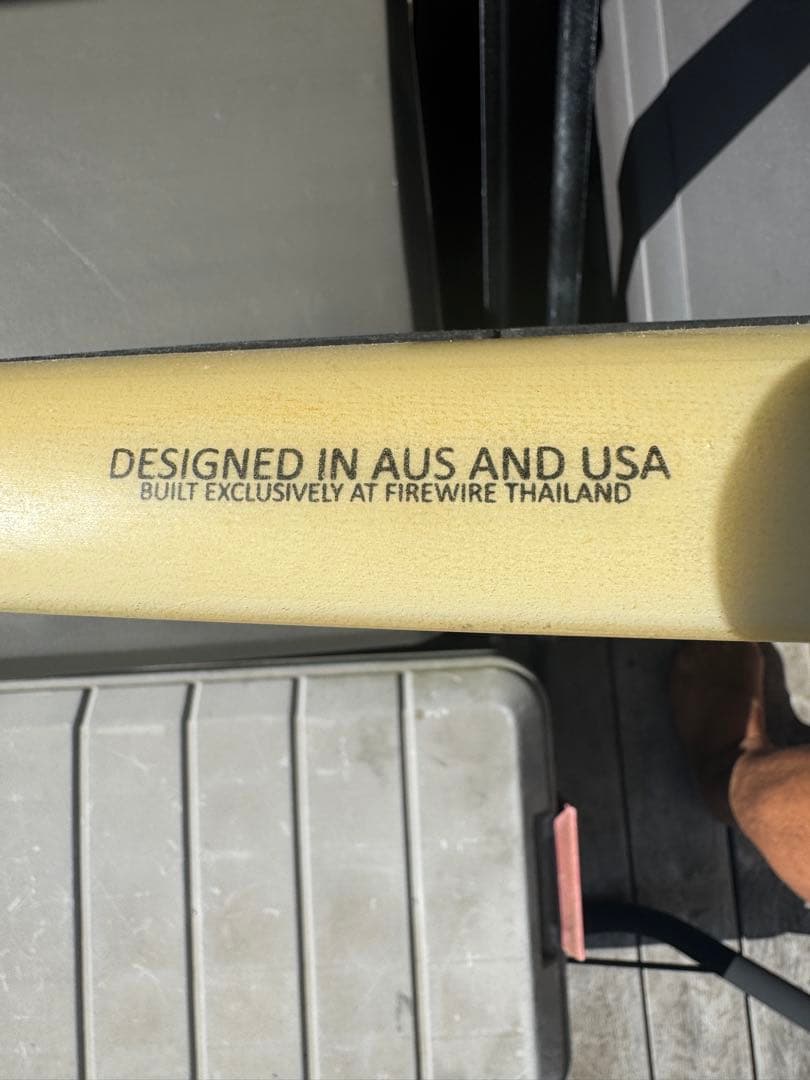 DESIGNED IN AUS AND USA
BUILT EXCLUSIVELY AT FIREWIRE THAILAND